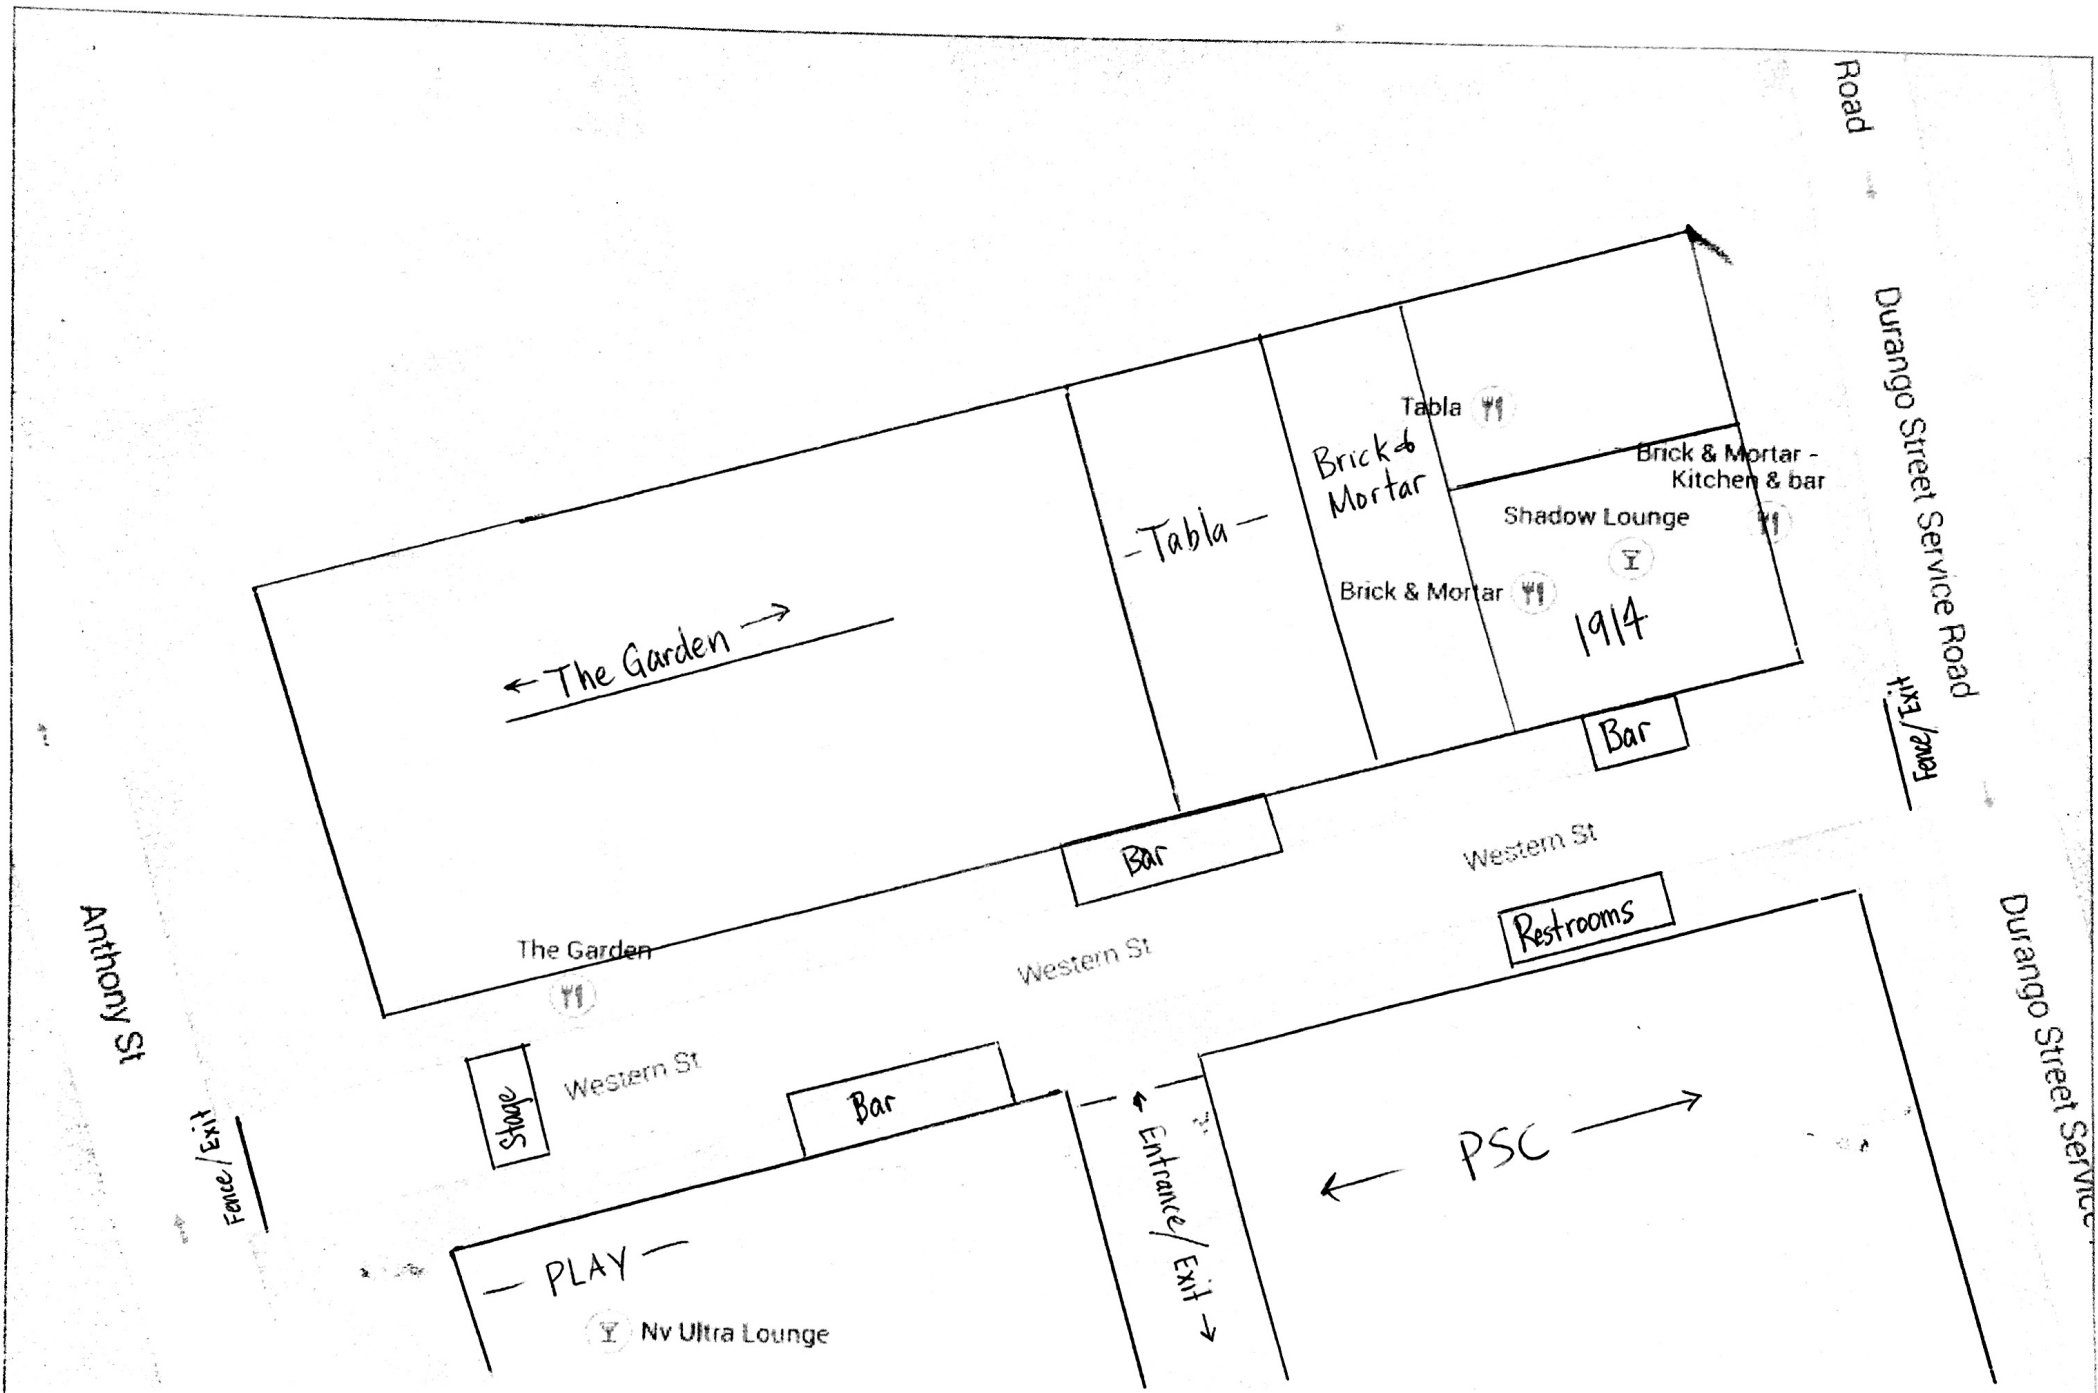 Road
Durango Street Service Road
Tabla
Brick &
Mortar
Brick & Mortar -
Kitchen & bar
-Tabla-
Shadow Lounge
Brick & Mortar
1914
← The Garden →
Fence/Exit
Bar
Bar
Western St
Restrooms
Durango Street Service
Anthony St
The Garden
Western St
Stage
Western St
Bar
Fence/Exit
← Entrance/Exit →
← PSC →
- PLAY -
Nv Ultra Lounge